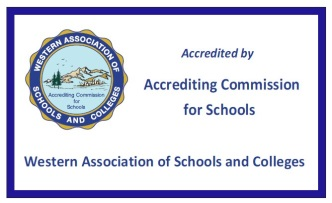 WESTERN ASSOCIATION OF
SCHOOLS AND COLLEGES
Accrediting Commission
for
Schools
Accredited by
Accrediting Commission
for Schools
Western Association of Schools and Colleges